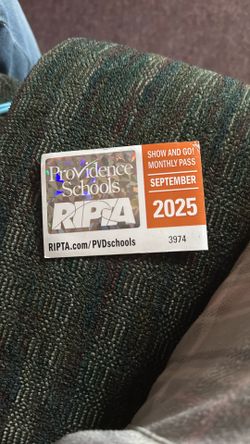 Providence
Schools
RIPTA
RIPTA.com/PVDschools
SHOW AND GO!
MONTHLY PASS
SEPTEMBER
2025
3974